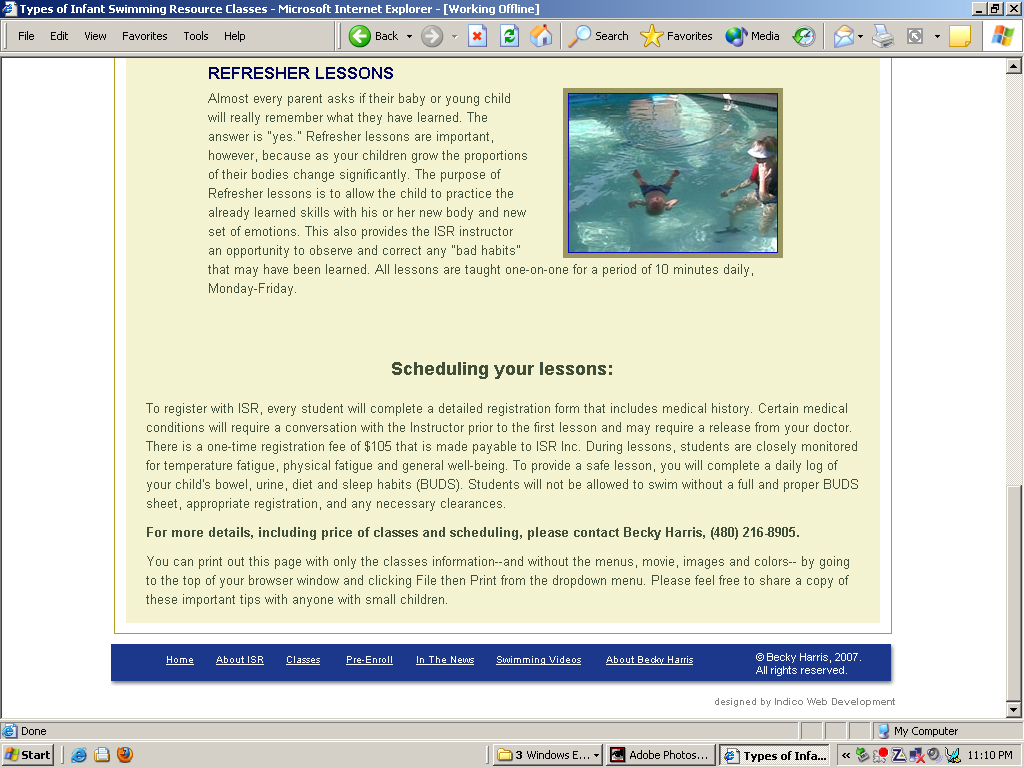 Types of Infant Swimming Resource Classes - Microsoft Internet Explorer - [Working Offline]
File Edit View Favorites Tools Help Back Search Favorites Media
REFRESHER LESSONS
Almost every parent asks if their baby or young child
will really remember what they have learned. The
answer is "yes." Refresher lessons are important,
however, because as your children grow the proportions
of their bodies change significantly. The purpose of
Refresher lessons is to allow the child to practice the
already learned skills with his or her new body and new
set of emotions. This also provides the ISR instructor
an opportunity to observe and correct any "bad habits"
that may have been learned. All lessons are taught one-on-one for a period of 10 minutes daily,
Monday-Friday.
Scheduling your lessons:
To register with ISR, every student will complete a detailed registration form that includes medical history. Certain medical
conditions will require a conversation with the Instructor prior to the first lesson and may require a release from your doctor.
There is a one-time registration fee of $105 that is made payable to ISR Inc. During lessons, students are closely monitored
for temperature fatigue, physical fatigue and general well-being. To provide a safe lesson, you will complete a daily log of
your child's bowel, urine, diet and sleep habits (BUDS). Students will not be allowed to swim without a full and proper BUDS
sheet, appropriate registration, and any necessary clearances.
For more details, including price of classes and scheduling, please contact Becky Harris, (480) 216-8905.
You can print out this page with only the classes information--and without the menus, movie, images and colors-- by going
to the top of your browser window and clicking File then Print from the dropdown menu. Please feel free to share a copy of
these important tips with anyone with small children.
Home About ISR Classes Pre-Enroll In The News Swimming Videos About Becky Harris © Becky Harris, 2007.
All rights reserved.
designed by Indico Web Development
Done My Computer
Start 3 Windows E... Adobe Photos... Types of Infa... « 11:10 PM